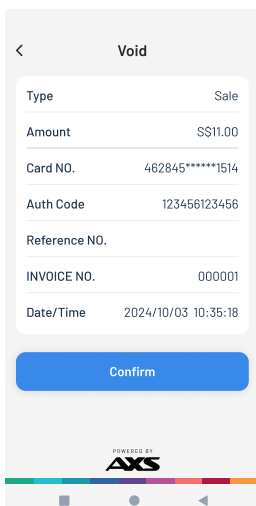 Void
Type Sale
Amount S$11.00
Card NO. 462845******1514
Auth Code 123456123456
Reference NO.
INVOICE NO. 000001
Date/Time 2024/10/03 10:35:18
Confirm
POWERED BY
AXS